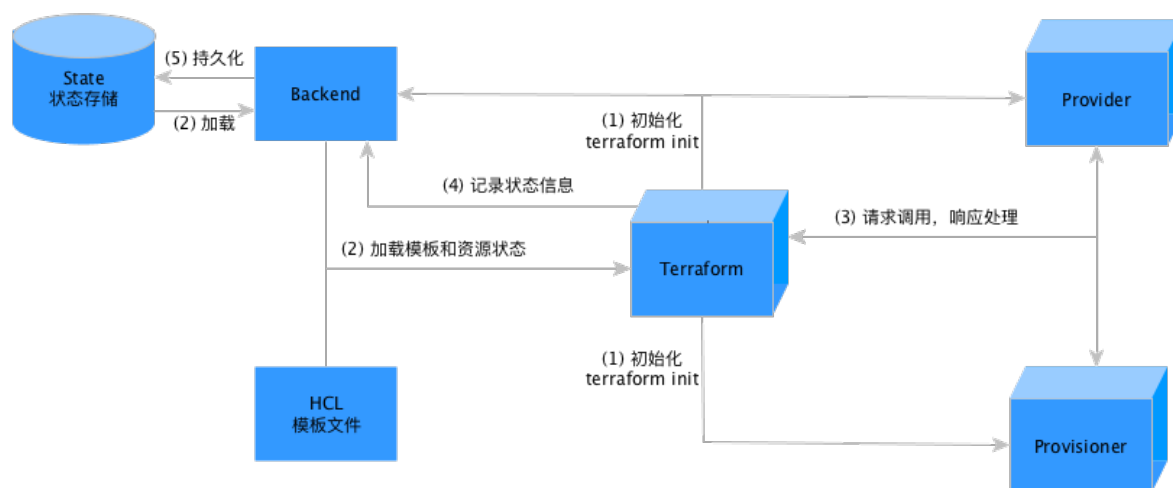 (5) 持久化
State
状态存储
Backend
Provider
(2) 加载
(1) 初始化
terraform init
(4) 记录状态信息
(3) 请求调用，响应处理
(2) 加载模板和资源状态
Terraform
(1) 初始化
terraform init
HCL
模板文件
Provisioner